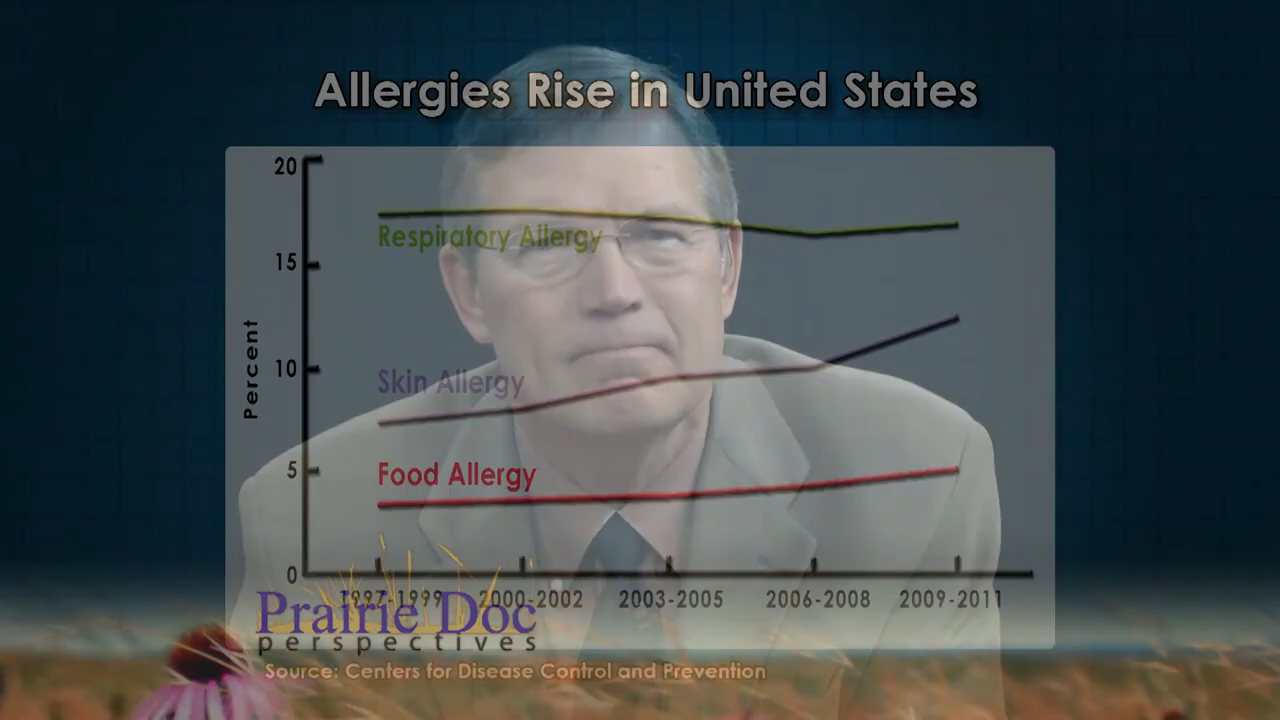 Allergies Rise in United States
20
Respiratory Allergy
15
Percent
10
Skin Allergy
5
Food Allergy
0
1997-1999 2000-2002 2003-2005 2006-2008 2009-2011
Prairie Doc
perspectives
Source: Centers for Disease Control and Prevention